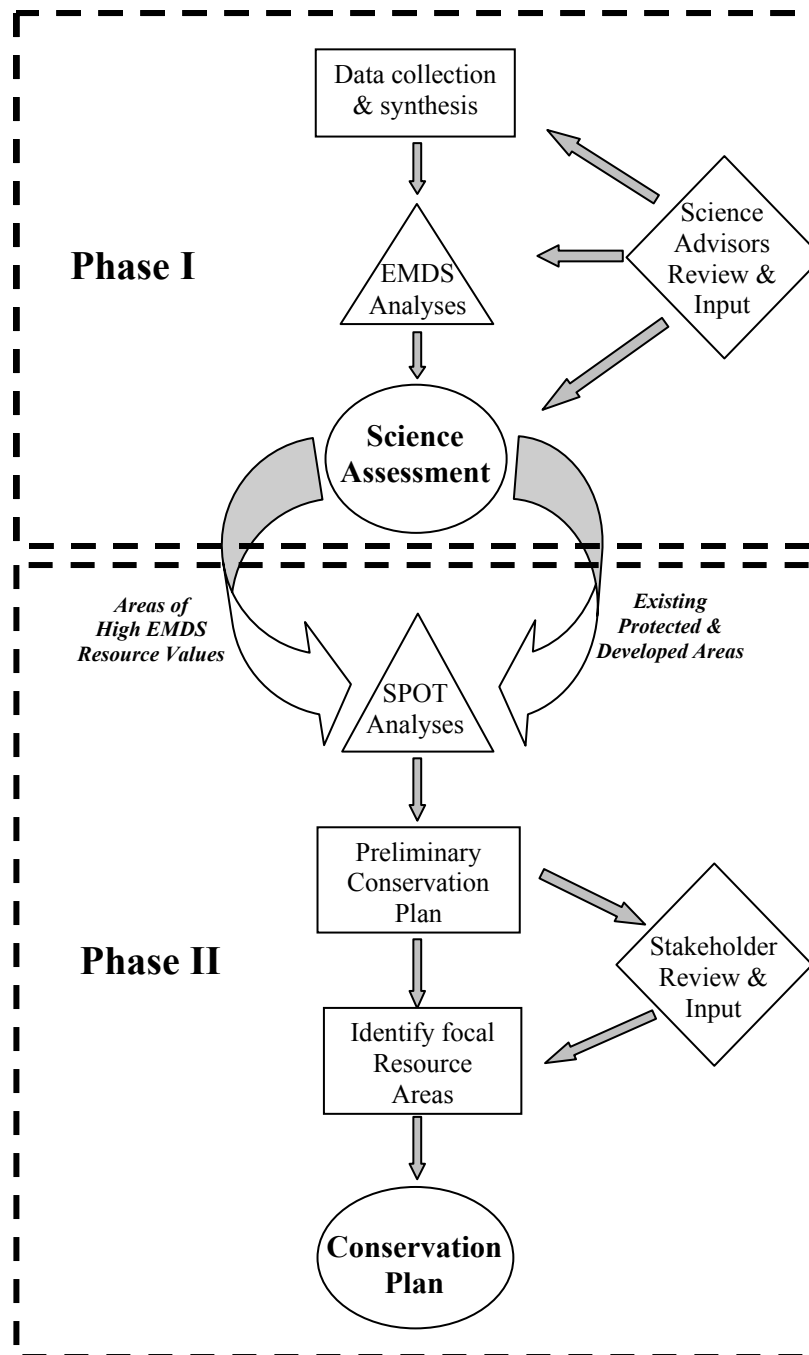 Data collection
& synthesis
Phase I
EMDS
Analyses
Science
Advisors
Review &
Input
Science
Assessment
Areas of
High EMDS
Resource Values
Existing
Protected &
Developed Areas
SPOT
Analyses
Preliminary
Conservation
Plan
Phase II
Stakeholder
Review &
Input
Identify focal
Resource
Areas
Conservation
Plan